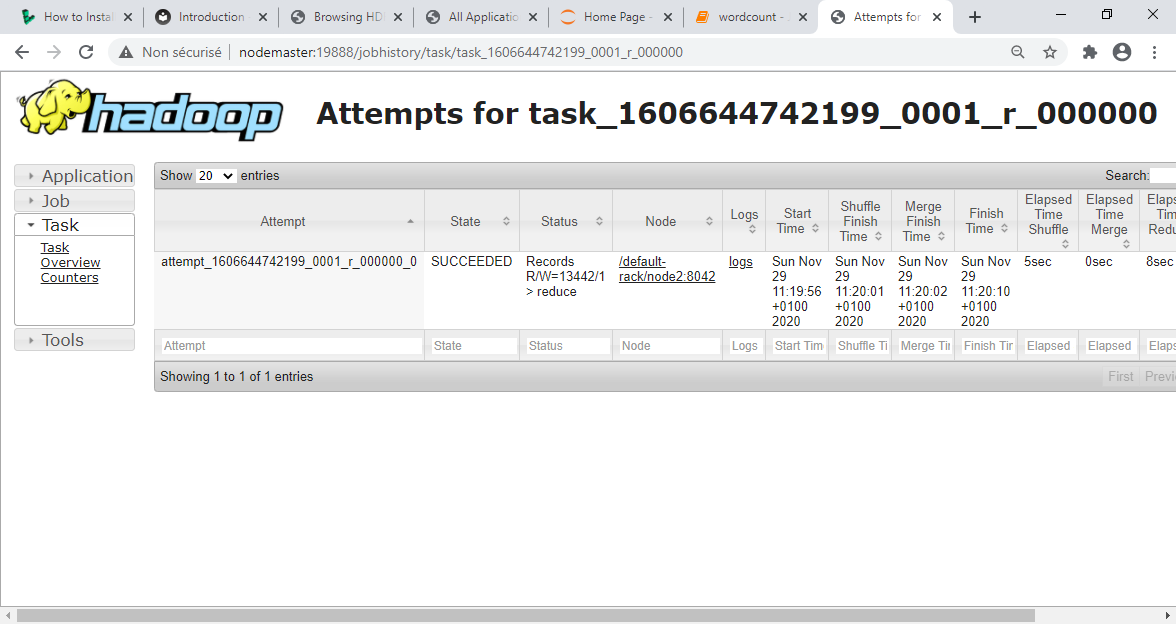 How to Instal
Introduction
Browsing HD
All Applicatio
Home Page -
wordcount -
Attempts for
Non sécurisé
nodemaster:19888/jobhistory/task/task_1606644742199_0001_r_000000
hadoop
Attempts for task_1606644742199_0001_r_000000
Application
Job
Task
Task
Overview
Counters
Tools
Show 20 entries
Search:
Attempt
State
Status
Node
Logs
Start
Time
Shuffle
Finish
Time
Merge
Finish
Time
Finish
Time
Elapsed
Time
Shuffle
Elapsed
Time
Merge
Elaps
Tim
Redu
attempt_1606644742199_0001_r_000000_0
SUCCEEDED
Records
R/W=13442/1
> reduce
/default-
rack/node2:8042
logs
Sun Nov
29
11:19:56
+0100
2020
Sun Nov
29
11:20:01
+0100
2020
Sun Nov
29
11:20:02
+0100
2020
Sun Nov
29
11:20:10
+0100
2020
5sec
0sec
8sec
Attempt
State
Status
Node
Logs
Start Tim
Shuffle Ti
Merge Tir
Finish Tir
Elapsed
Elapsed
Elaps
Showing 1 to 1 of 1 entries
First
Previ